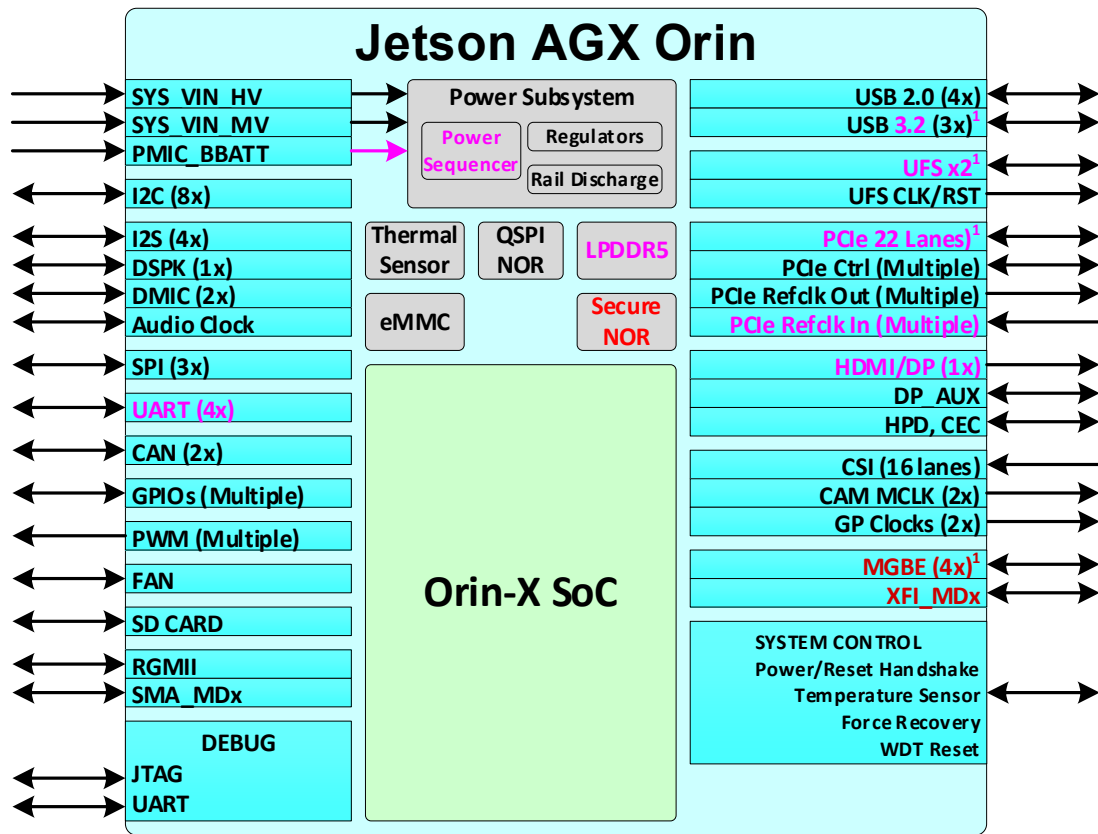 Jetson AGX Orin
SYS_VIN_HV
SYS_VIN_MV
PMIC_BBATT
I2C (8x)
I2S (4x)
DSPK (1x)
DMIC (2x)
Audio Clock
SPI (3x)
UART (4x)
CAN (2x)
GPIOs (Multiple)
PWM (Multiple)
FAN
SD CARD
RGMII
SMA_MDx
DEBUG
JTAG
UART
Power Subsystem
Power
Sequencer
Regulators
Rail Discharge
Thermal
Sensor
QSPI
NOR
LPDDR5
eMMC
Secure
NOR
Orin-X SoC
USB 2.0 (4x)
USB 3.2 (3x)¹
UFS x2¹
UFS CLK/RST
PCIe 22 Lanes)¹
PCIe Ctrl (Multiple)
PCIe Refclk Out (Multiple)
PCIe Refclk In (Multiple)
HDMI/DP (1x)
DP_AUX
HPD, CEC
CSI (16 lanes)
CAM MCLK (2x)
GP Clocks (2x)
MGBE (4x)¹
XFI_MDx
SYSTEM CONTROL
Power/Reset Handshake
Temperature Sensor
Force Recovery
WDT Reset